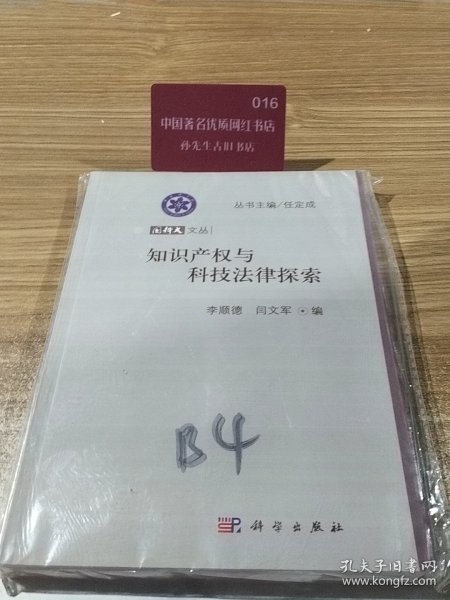 016
中国著名优质网红书店
孙先生古旧书店
丛书主编/任定成
国科大文丛
知识产权与
科技法律探索
李顺德 闫文军 编
B4
科学出版社
孔夫子旧书网
www.kongfz.com